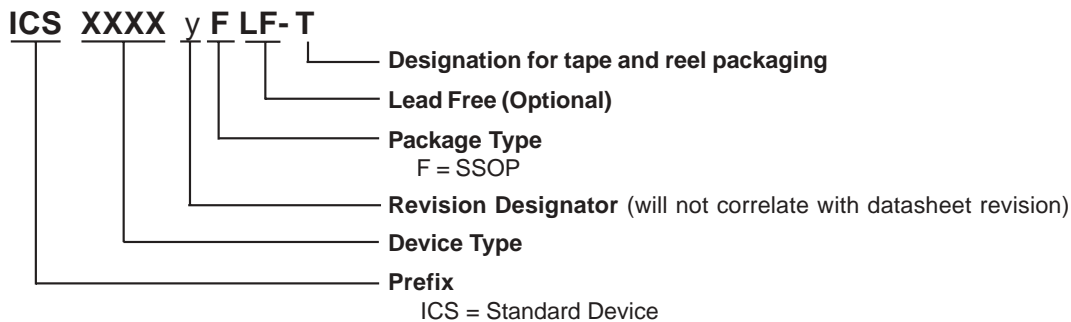 ICS XXXX y F LF- T
Designation for tape and reel packaging
Lead Free (Optional)
Package Type
F = SSOP
Revision Designator (will not correlate with datasheet revision)
Device Type
Prefix
ICS = Standard Device